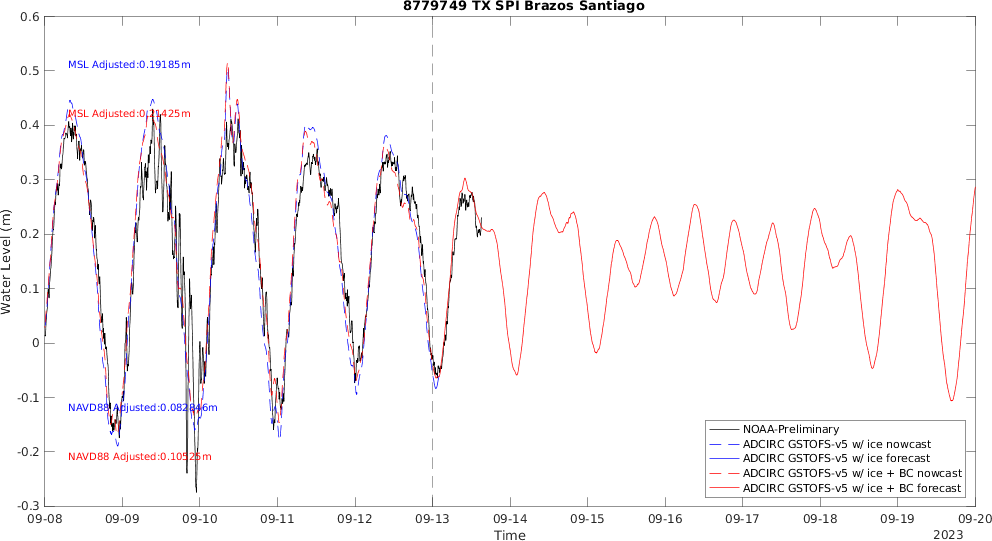 8779749 TX SPI Brazos Santiago
0.6
0.5
0.4
0.3
0.2
0.1
0
-0.1
-0.2
-0.3
Water Level (m)
MSL Adjusted:0.19185m
MSL Adjusted:0.21425m
NAVD88 Adjusted:0.082846m
NAVD88 Adjusted:0.10525m
NOAA-Preliminary
ADCIRC GSTOFS-v5 w/ ice nowcast
ADCIRC GSTOFS-v5 w/ ice forecast
ADCIRC GSTOFS-v5 w/ ice + BC nowcast
ADCIRC GSTOFS-v5 w/ ice + BC forecast
09-08 09-09 09-10 09-11 09-12 09-13 09-14 09-15 09-16 09-17 09-18 09-19 09-20
Time
2023